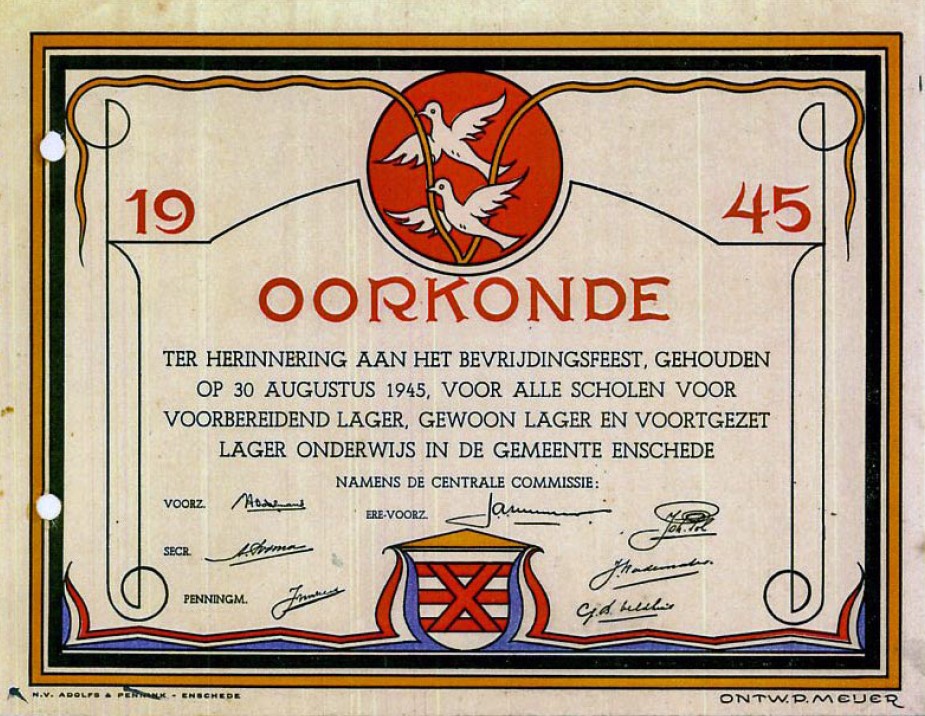 19 45
OORKONDE
TER HERINNERING AAN HET BEVRIJDINGSFEEST, GEHOUDEN
OP 30 AUGUSTUS 1945, VOOR ALLE SCHOLEN VOOR
VOORBEREIDEND LAGER, GEWOON LAGER EN VOORTGEZET
LAGER ONDERWIJS IN DE GEMEENTE ENSCHEDE
NAMENS DE CENTRALE COMMISSIE:
VOORZ.
ERE-VOORZ.
Joh. Pol
SECR.
PENNINGM.
N.V. ADOLFS & PENNINK - ENSCHEDE
ONTW. D. MEIJER